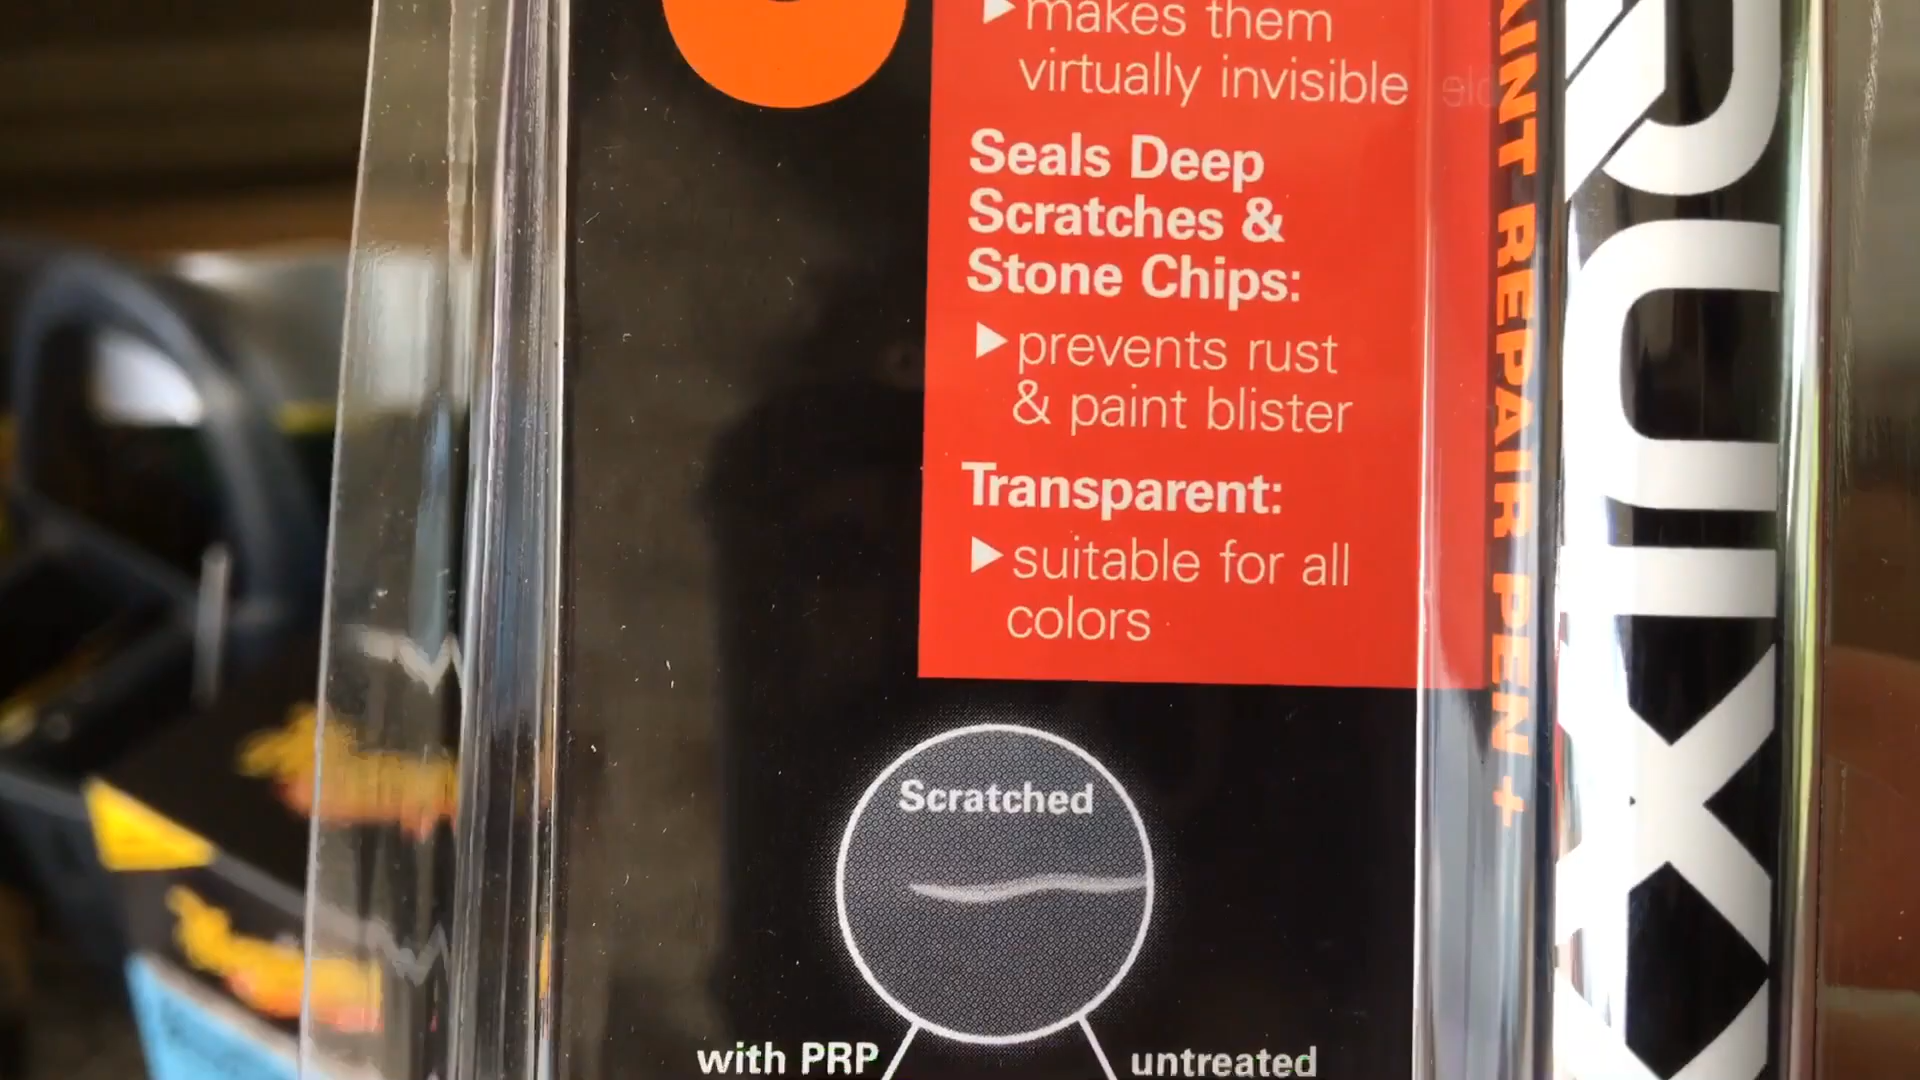 makes them
virtually invisible
Seals Deep
Scratches &
Stone Chips:
prevents rust
& paint blister
Transparent:
suitable for all
colors
Scratched
with PRP
untreated
REPAIR PEN +
QUIXX